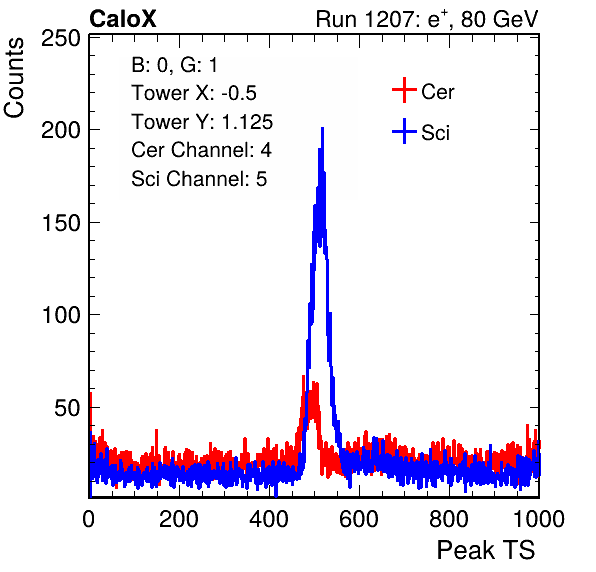 CaloX Run 1207: e⁺, 80 GeV
Counts
B: 0, G: 1
Tower X: -0.5
Tower Y: 1.125
Cer Channel: 4
Sci Channel: 5
Cer
Sci
250
200
150
100
50
0 200 400 600 800 1000
Peak TS